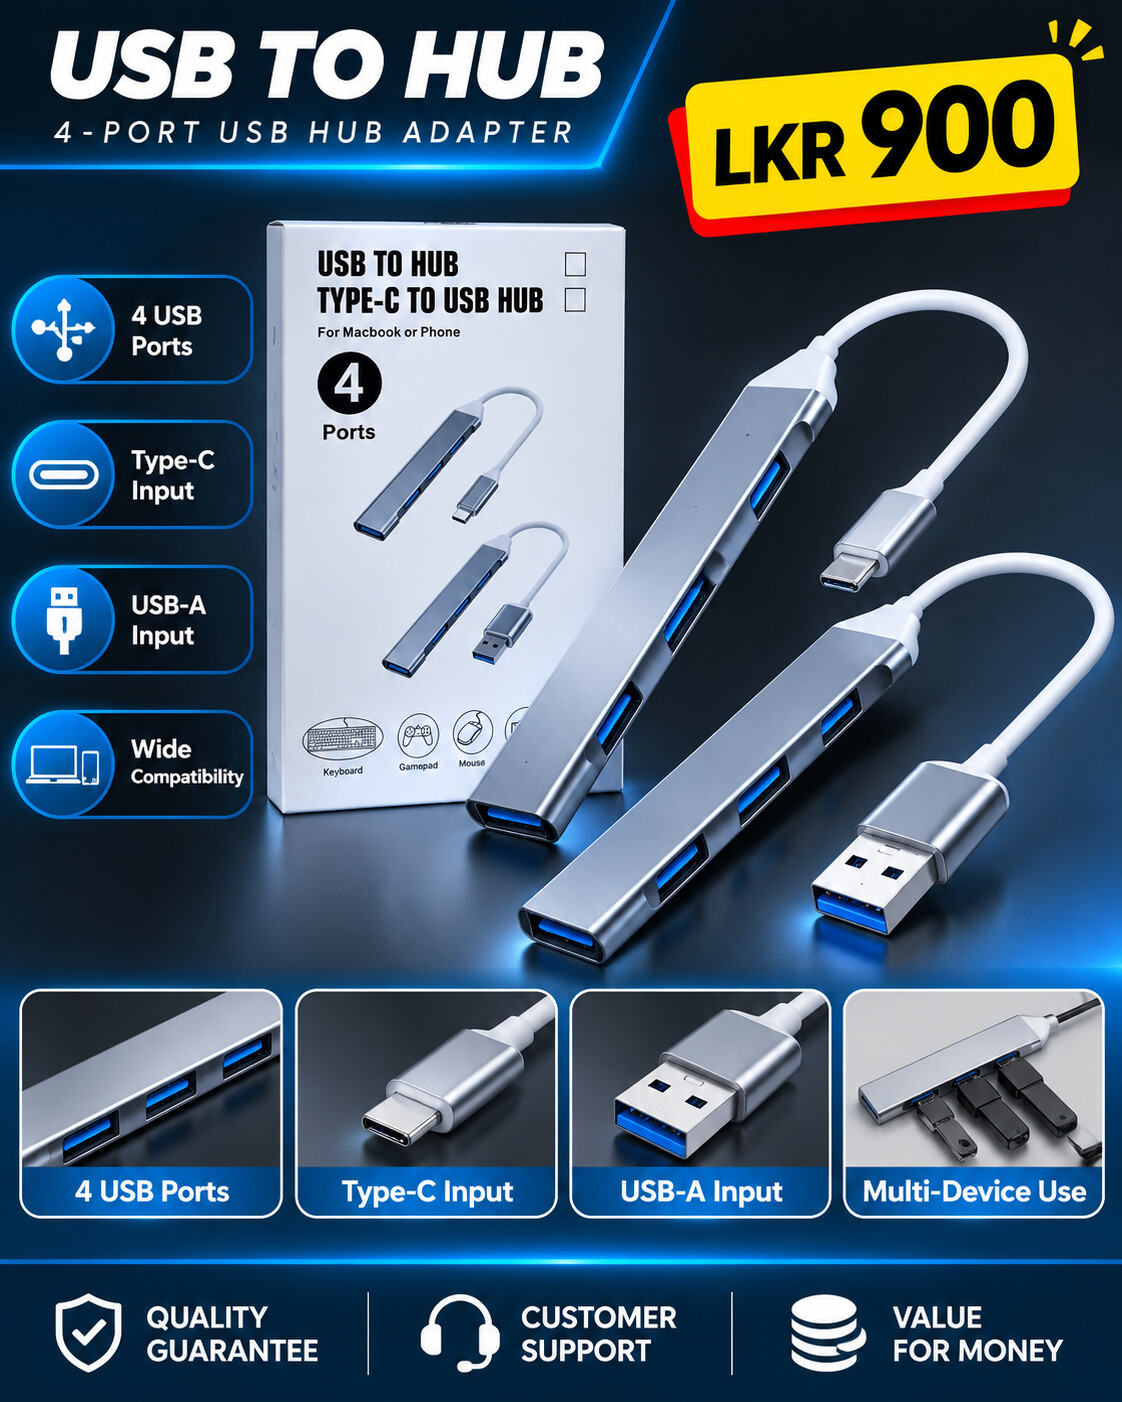 USB TO HUB
4-PORT USB HUB ADAPTER
LKR 900
USB TO HUB
TYPE-C TO USB HUB
For Macbook or Phone
4
Ports
Keyboard
Gamepad
Mouse
4 USB
Ports
Type-C
Input
USB-A
Input
Wide
Compatibility
4 USB Ports
Type-C Input
USB-A Input
Multi-Device Use
QUALITY
GUARANTEE
CUSTOMER
SUPPORT
VALUE
FOR MONEY